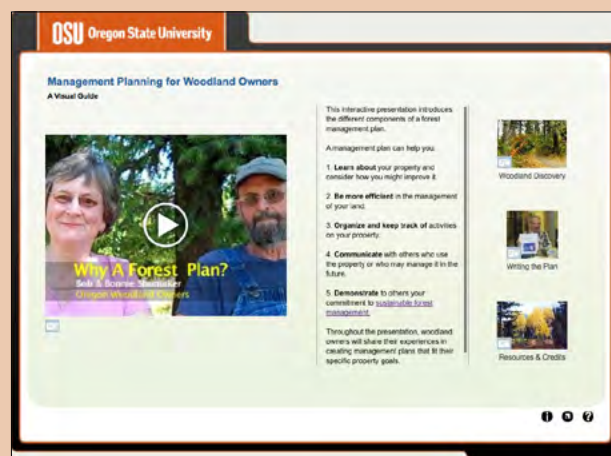 OSU Oregon State University
Management Planning for Woodland Owners
A Visual Guide
Why A Forest Plan?
Bob & Bonnie Shumaker
Oregon Woodland Owners
This interactive presentation introduces
the different components of a forest
management plan.
A management plan can help you:
1. Learn about your property and
consider how you might improve it.
2. Be more efficient in the management
of your land.
3. Organize and keep track of activities
on your property.
4. Communicate with others who use
the property or who may manage it in the
future.
5. Demonstrate to others your
commitment to sustainable forest
management.
Throughout the presentation, woodland
owners will share their experiences in
creating management plans that fit their
specific property goals.
Woodland Discovery
Writing the Plan
Resources & Credits